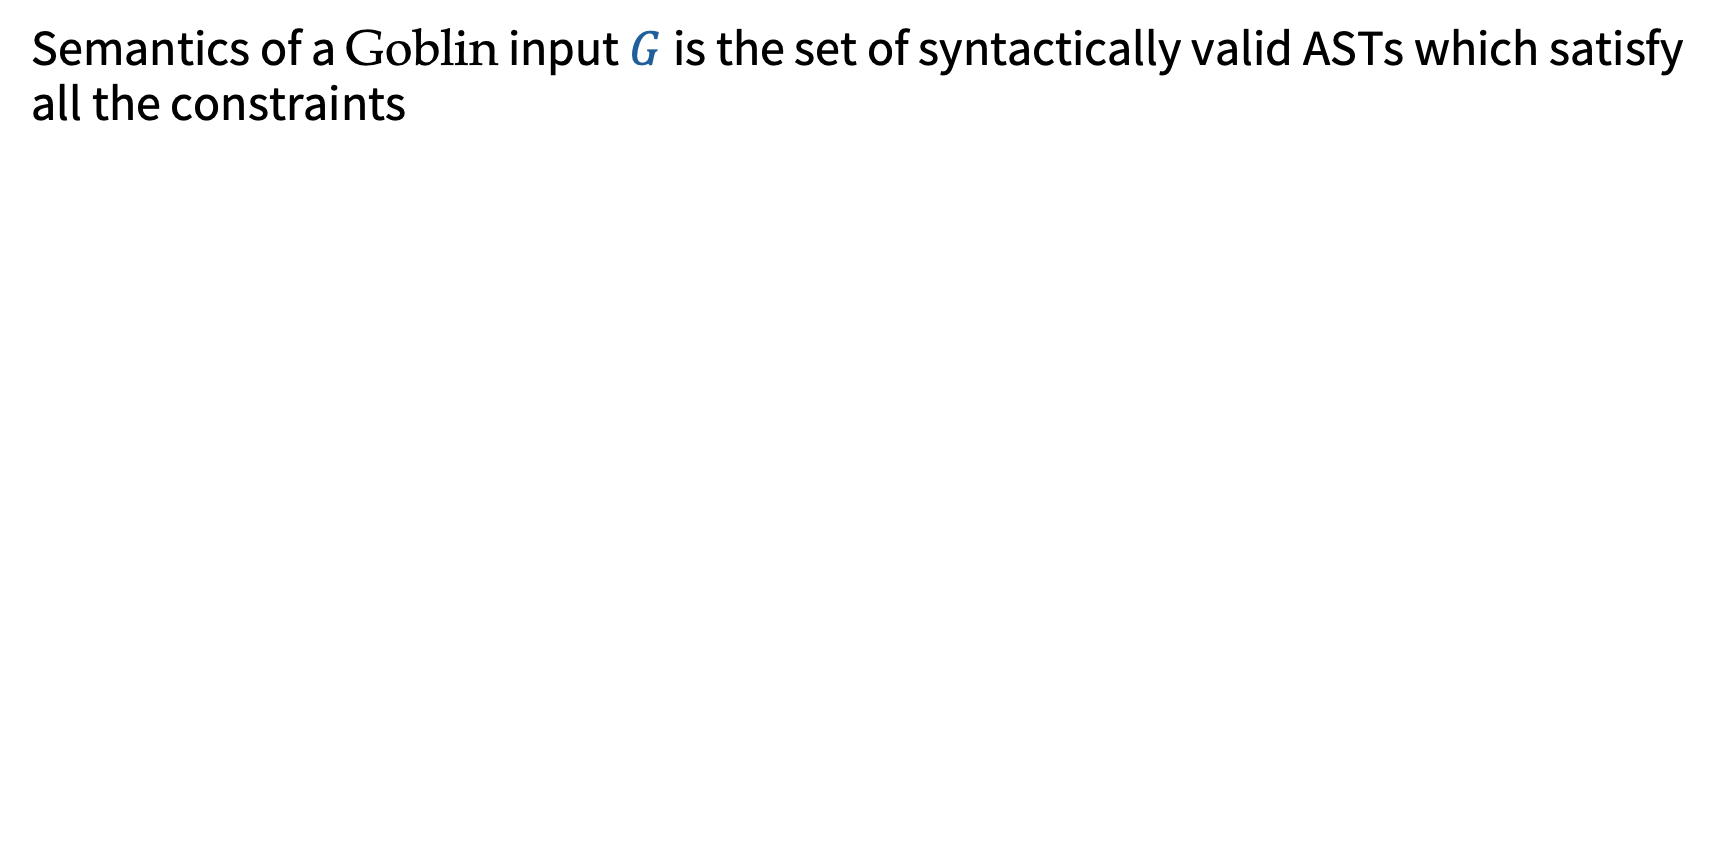 Semantics of a Goblin input G is the set of syntactically valid ASTs which satisfy
all the constraints